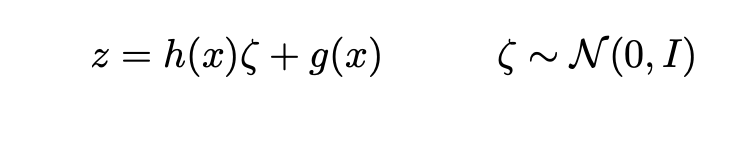 z = h(x)ζ + g(x)    ζ ∼ 𝒩(0, I)